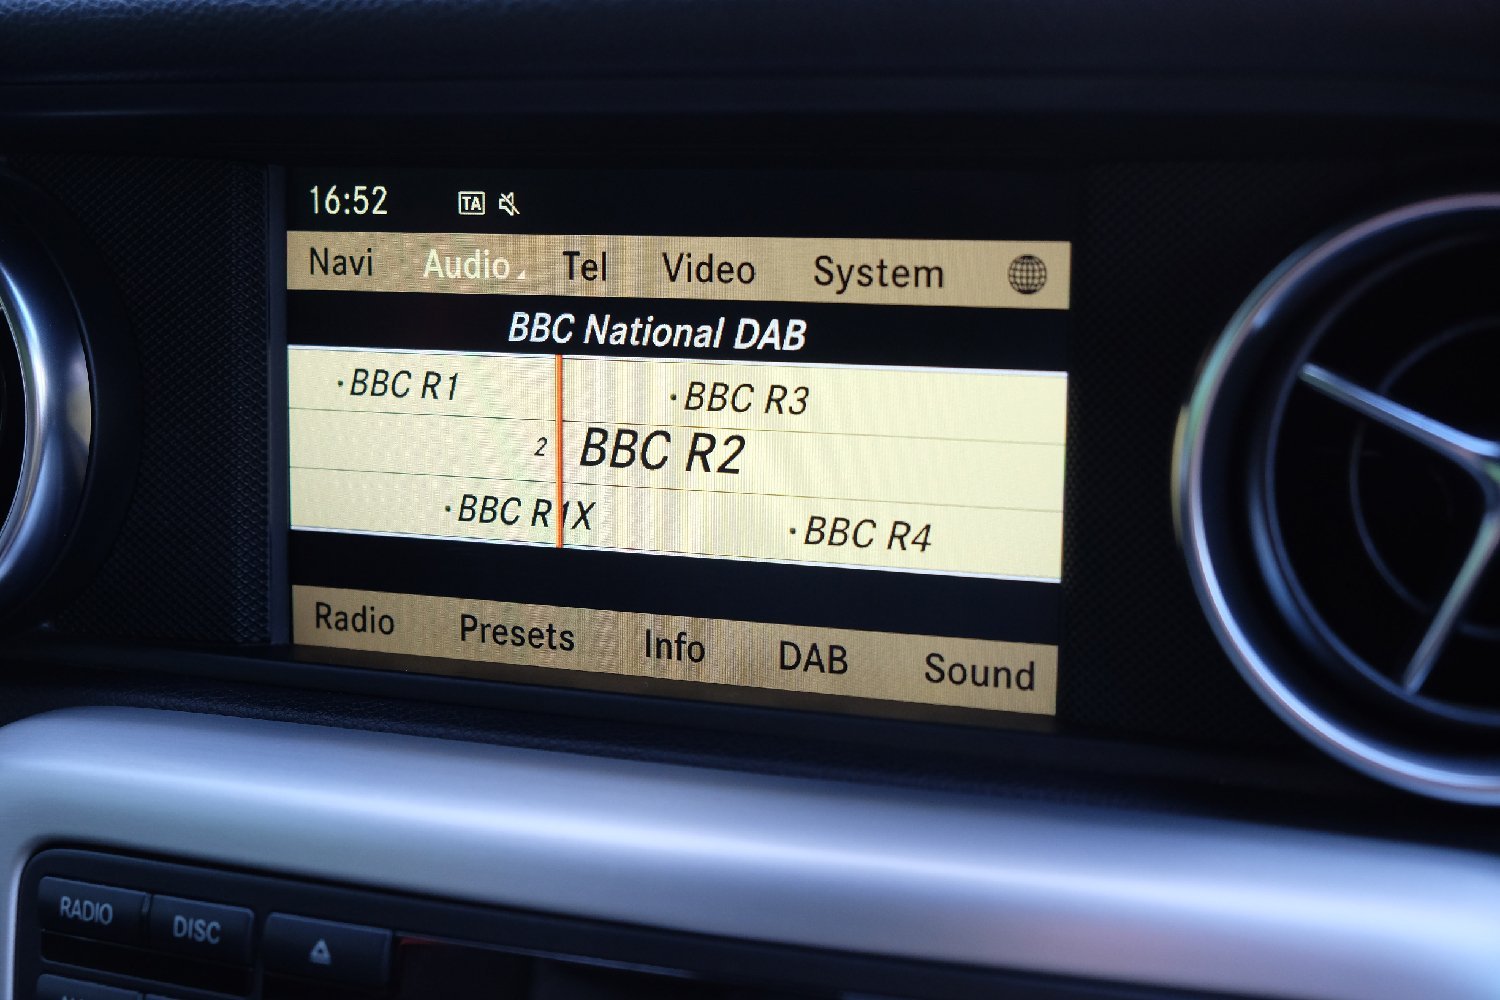 16:52 TA
Navi Audio Tel Video System
BBC National DAB
·BBC R1 ·BBC R3
2 BBC R2
·BBC R1X ·BBC R4
Radio Presets Info DAB Sound
RADIO DISC